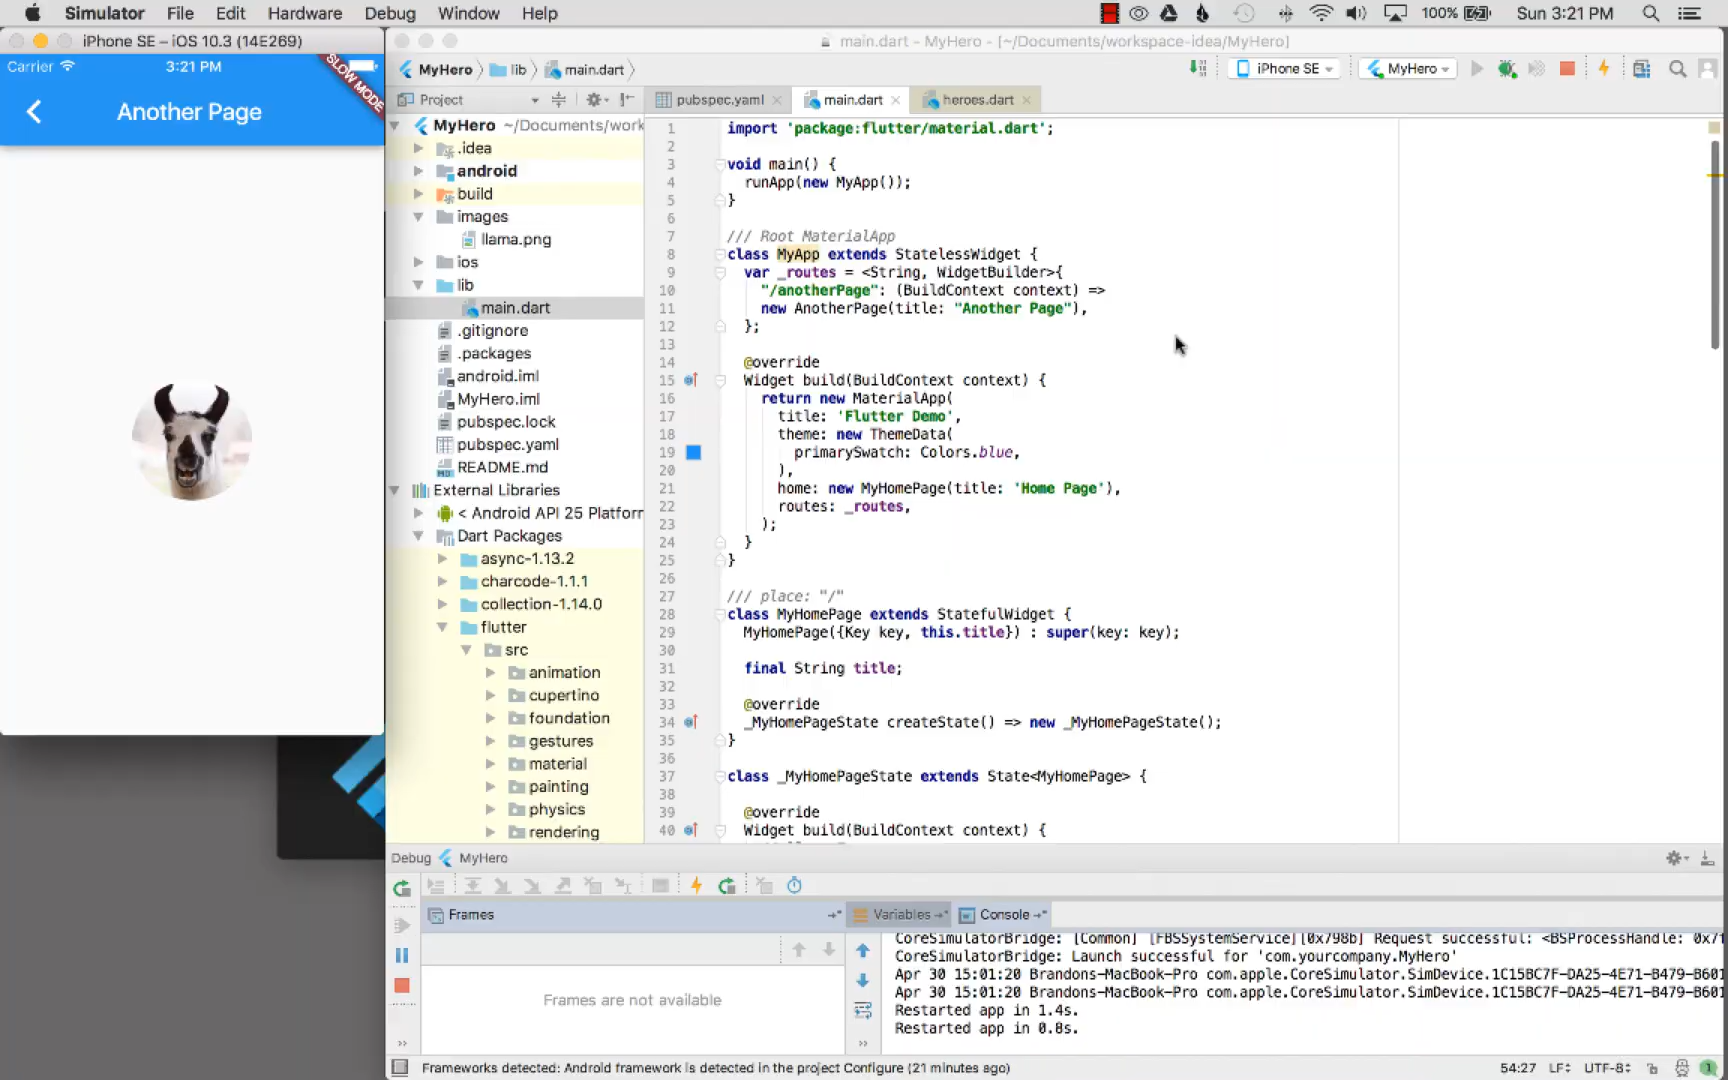 Simulator File Edit Hardware Debug Window Help
100% Sun 3:21 PM
iPhone SE – iOS 10.3 (14E269)
Carrier 3:21 PM
SLOW MODE
Another Page
main.dart - MyHero - [~/Documents/workspace-idea/MyHero]
MyHero lib main.dart
iPhone SE MyHero
Project
pubspec.yaml main.dart heroes.dart
MyHero ~/Documents/work
.idea
android
build
images
llama.png
ios
lib
main.dart
.gitignore
.packages
android.iml
MyHero.iml
pubspec.lock
pubspec.yaml
README.md
External Libraries
< Android API 25 Platforr
Dart Packages
async-1.13.2
charcode-1.1.1
collection-1.14.0
flutter
src
animation
cupertino
foundation
gestures
material
painting
physics
rendering
1 import 'package:flutter/material.dart';
2
3 void main() {
4 runApp(new MyApp());
5 }
6
7 /// Root MaterialApp
8 class MyApp extends StatelessWidget {
9 var _routes = <String, WidgetBuilder>{
10 "/anotherPage": (BuildContext context) =>
11 new AnotherPage(title: "Another Page"),
12 };
13
14 @override
15 Widget build(BuildContext context) {
16 return new MaterialApp(
17 title: 'Flutter Demo',
18 theme: new ThemeData(
19 primarySwatch: Colors.blue,
20 ),
21 home: new MyHomePage(title: 'Home Page'),
22 routes: _routes,
23 );
24 }
25 }
26
27 /// place: "/"
28 class MyHomePage extends StatefulWidget {
29 MyHomePage({Key key, this.title}) : super(key: key);
30
31 final String title;
32
33 @override
34 _MyHomePageState createState() => new _MyHomePageState();
35 }
36
37 class _MyHomePageState extends State<MyHomePage> {
38
39 @override
40 Widget build(BuildContext context) {
Debug MyHero
Frames
Variables Console
Frames are not available
CoreSimulatorBridge: [Common] [FBSSystemService][0x798b] Request successful: <BSProcessHandle: 0x7f
CoreSimulatorBridge: Launch successful for 'com.yourcompany.MyHero'
Apr 30 15:01:20 Brandons-MacBook-Pro com.apple.CoreSimulator.SimDevice.1C15BC7F-DA25-4E71-B479-B601
Apr 30 15:01:20 Brandons-MacBook-Pro com.apple.CoreSimulator.SimDevice.1C15BC7F-DA25-4E71-B479-B601
Restarted app in 1.4s.
Restarted app in 0.8s.
Frameworks detected: Android framework is detected in the project Configure (21 minutes ago)
54:27 LF: UTF-8: 1